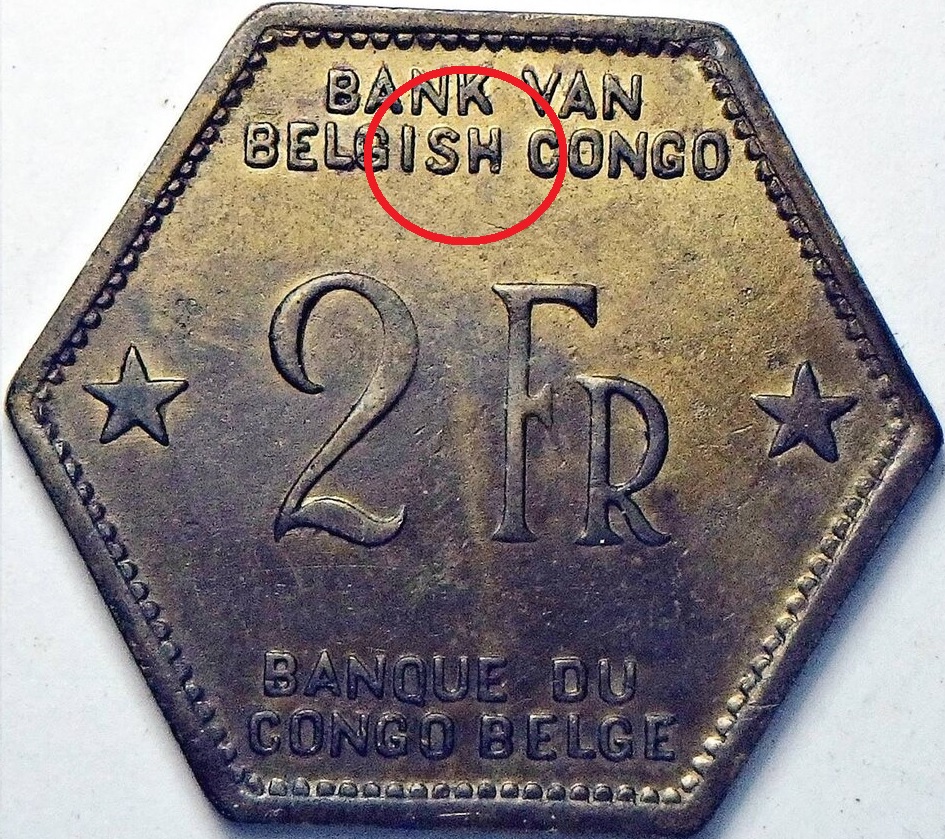 BANK VAN
BELGISH CONGO
2 FR
BANQUE DU
CONGO BELGE